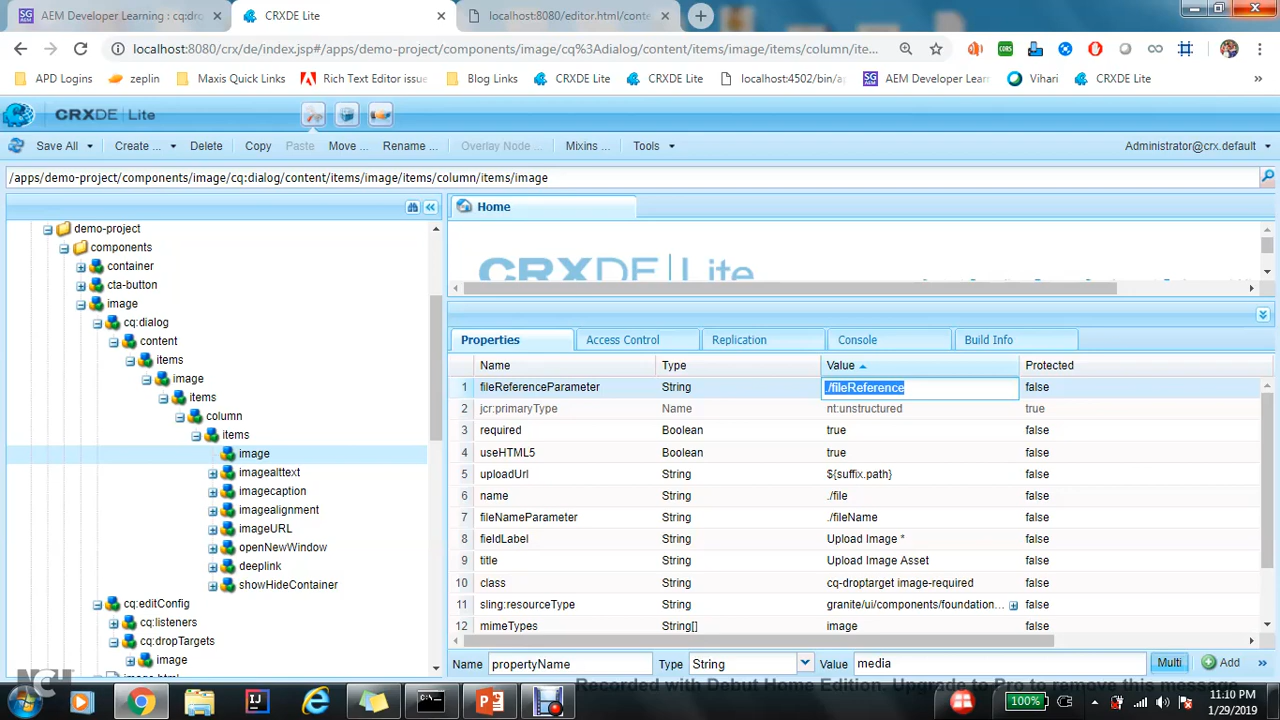 AEM Developer Learning : cq:dro
CRXDE Lite
localhost:8080/editor.html/conte
localhost:8080/crx/de/index.jsp#/apps/demo-project/components/image/cq%3Adialog/content/items/image/items/column/ite...
APD Logins
zeplin
Maxis Quick Links
Rich Text Editor issue
Blog Links
CRXDE Lite
CRXDE Lite
localhost:4502/bin/a
AEM Developer Learn
Vihari
CRXDE Lite
CRXDE | Lite
Save All
Create ...
Delete
Copy
Paste
Move ...
Rename ...
Overlay Node ...
Mixins ...
Tools
Administrator@crx.default
/apps/demo-project/components/image/cq:dialog/content/items/image/items/column/items/image
Home
CRXDE | Lite
demo-project
components
container
cta-button
image
cq:dialog
content
items
image
items
column
items
image
imagealttext
imagecaption
imagealignment
imageURL
openNewWindow
deeplink
showHideContainer
cq:editConfig
cq:listeners
cq:dropTargets
image
image.html
Properties
Access Control
Replication
Console
Build Info
Name Type Value Protected
1 fileReferenceParameter String ./fileReference false
2 jcr:primaryType Name nt:unstructured true
3 required Boolean true false
4 useHTML5 Boolean true false
5 uploadUrl String ${suffix.path} false
6 name String ./file false
7 fileNameParameter String ./fileName false
8 fieldLabel String Upload Image * false
9 title String Upload Image Asset false
10 class String cq-droptarget image-required false
11 sling:resourceType String granite/ui/components/foundation... false
12 mimeTypes String[] image false
Name propertyName Type String Value media Multi Add
NCH
Recorded with Debut Home Edition. Upgrade to Pro to remove this message.
100%
11:10 PM
1/29/2019